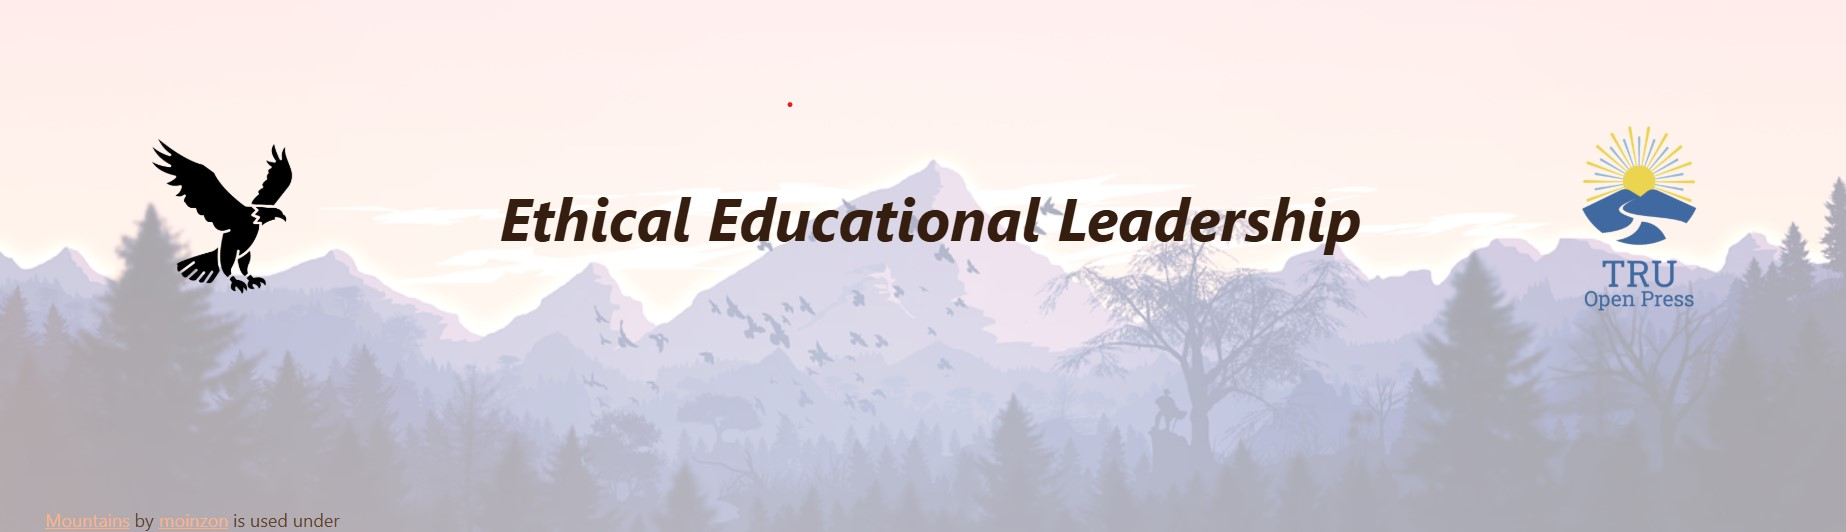 Ethical Educational Leadership
TRU
Open Press
Mountains by moinzon is used under